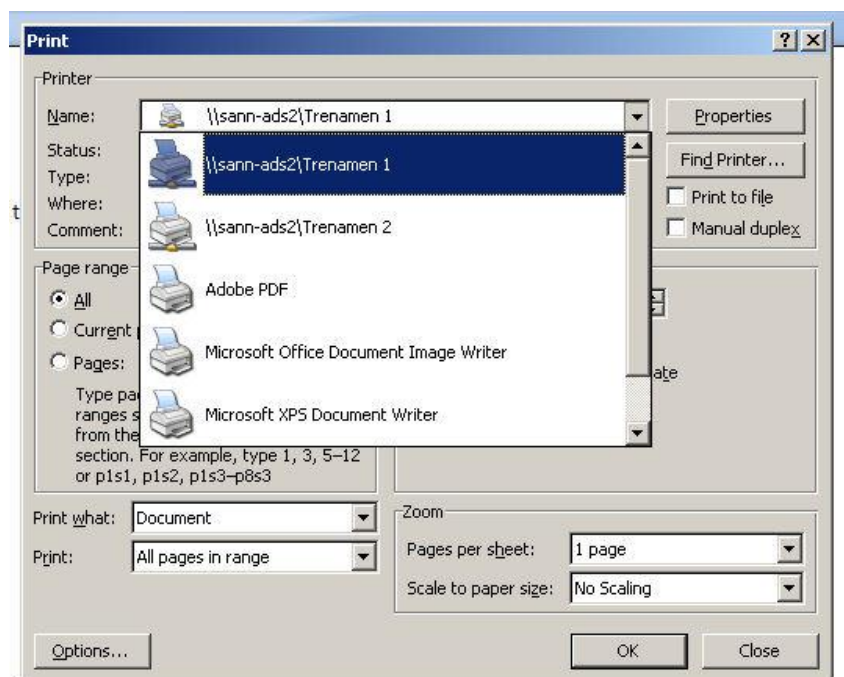 Print
Printer
Name: \\sann-ads2\Trenamen 1
Properties
Status:
\\sann-ads2\Trenamen 1
Find Printer...
Type:
Where:
Print to file
Comment:
\\sann-ads2\Trenamen 2
Manual duplex
Page range
All
Adobe PDF
Current
Pages:
Microsoft Office Document Image Writer
Type
ranges
from the
Microsoft XPS Document Writer
section. For example, type 1, 3, 5–12
or p1s1, p1s2, p1s3–p8s3
Print what: Document
Zoom
Print: All pages in range
Pages per sheet: 1 page
Scale to paper size: No Scaling
Options...
OK
Close